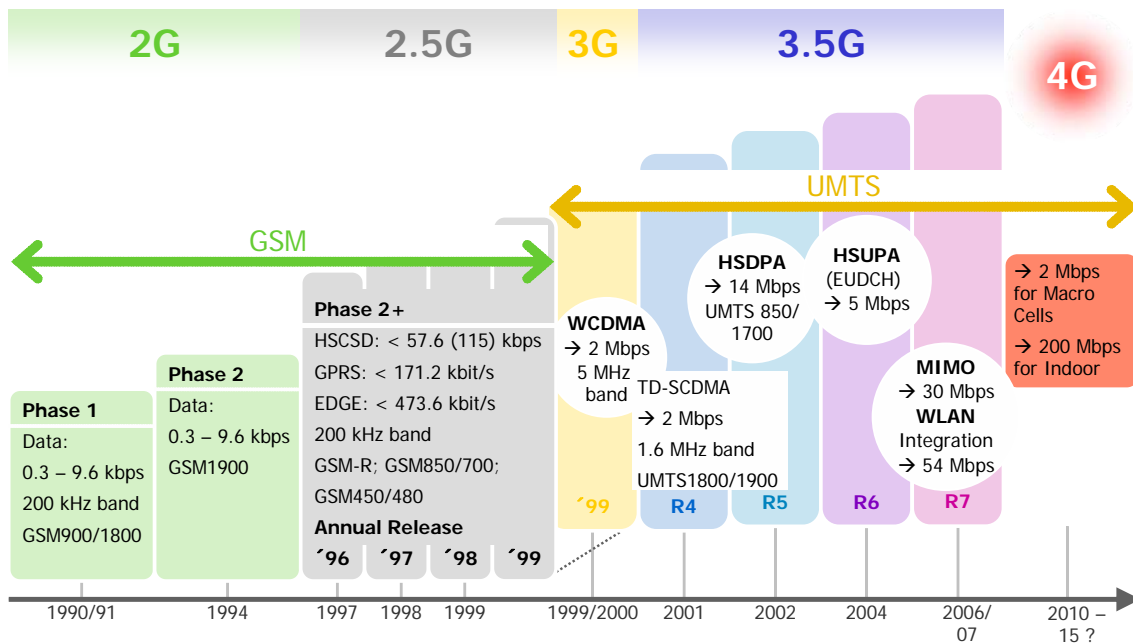 2G
2.5G
3G
3.5G
4G
UMTS
GSM
Phase 1
Data:
0.3 – 9.6 kbps
200 kHz band
GSM900/1800
Phase 2
Data:
0.3 – 9.6 kbps
GSM1900
Phase 2+
HSCSD: < 57.6 (115) kbps
GPRS: < 171.2 kbit/s
EDGE: < 473.6 kbit/s
200 kHz band
GSM-R; GSM850/700;
GSM450/480
Annual Release
´96
´97
´98
´99
WCDMA
→ 2 Mbps
5 MHz
band
´99
TD-SCDMA
→ 2 Mbps
1.6 MHz band
UMTS1800/1900
R4
HSDPA
→ 14 Mbps
UMTS 850/
1700
R5
HSUPA
(EUDCH)
→ 5 Mbps
R6
MIMO
→ 30 Mbps
WLAN
Integration
→ 54 Mbps
R7
→ 2 Mbps
for Macro
Cells
→ 200 Mbps
for Indoor
1990/91
1994
1997
1998
1999
1999/2000
2001
2002
2004
2006/
07
2010 –
15 ?